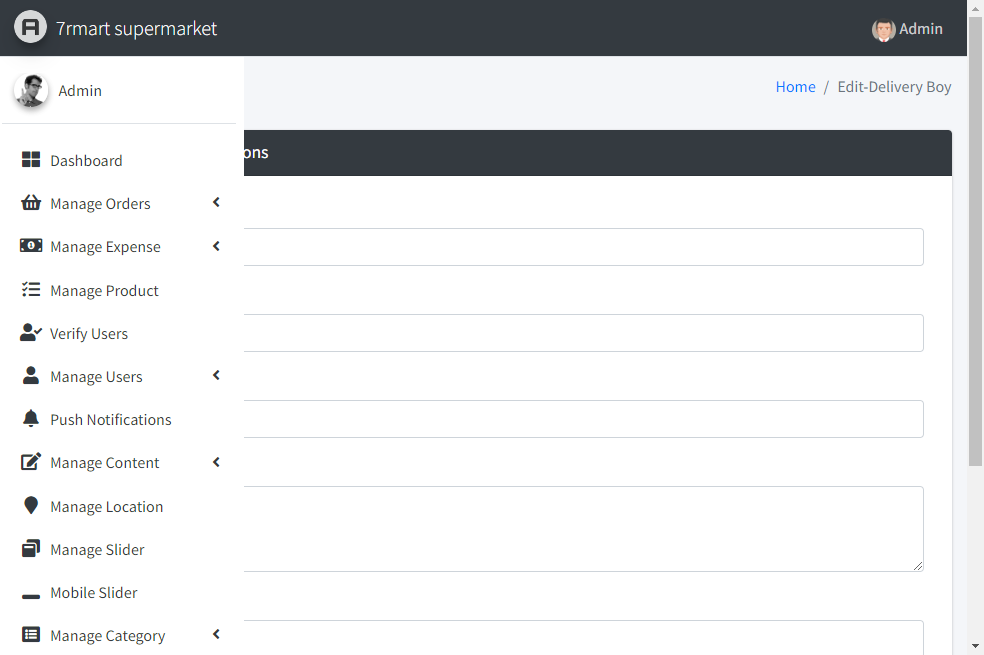 7rmart supermarket
Admin
Admin
Home / Edit-Delivery Boy
Dashboard
ons
Manage Orders
Manage Expense
Manage Product
Verify Users
Manage Users
Push Notifications
Manage Content
Manage Location
Manage Slider
Mobile Slider
Manage Category